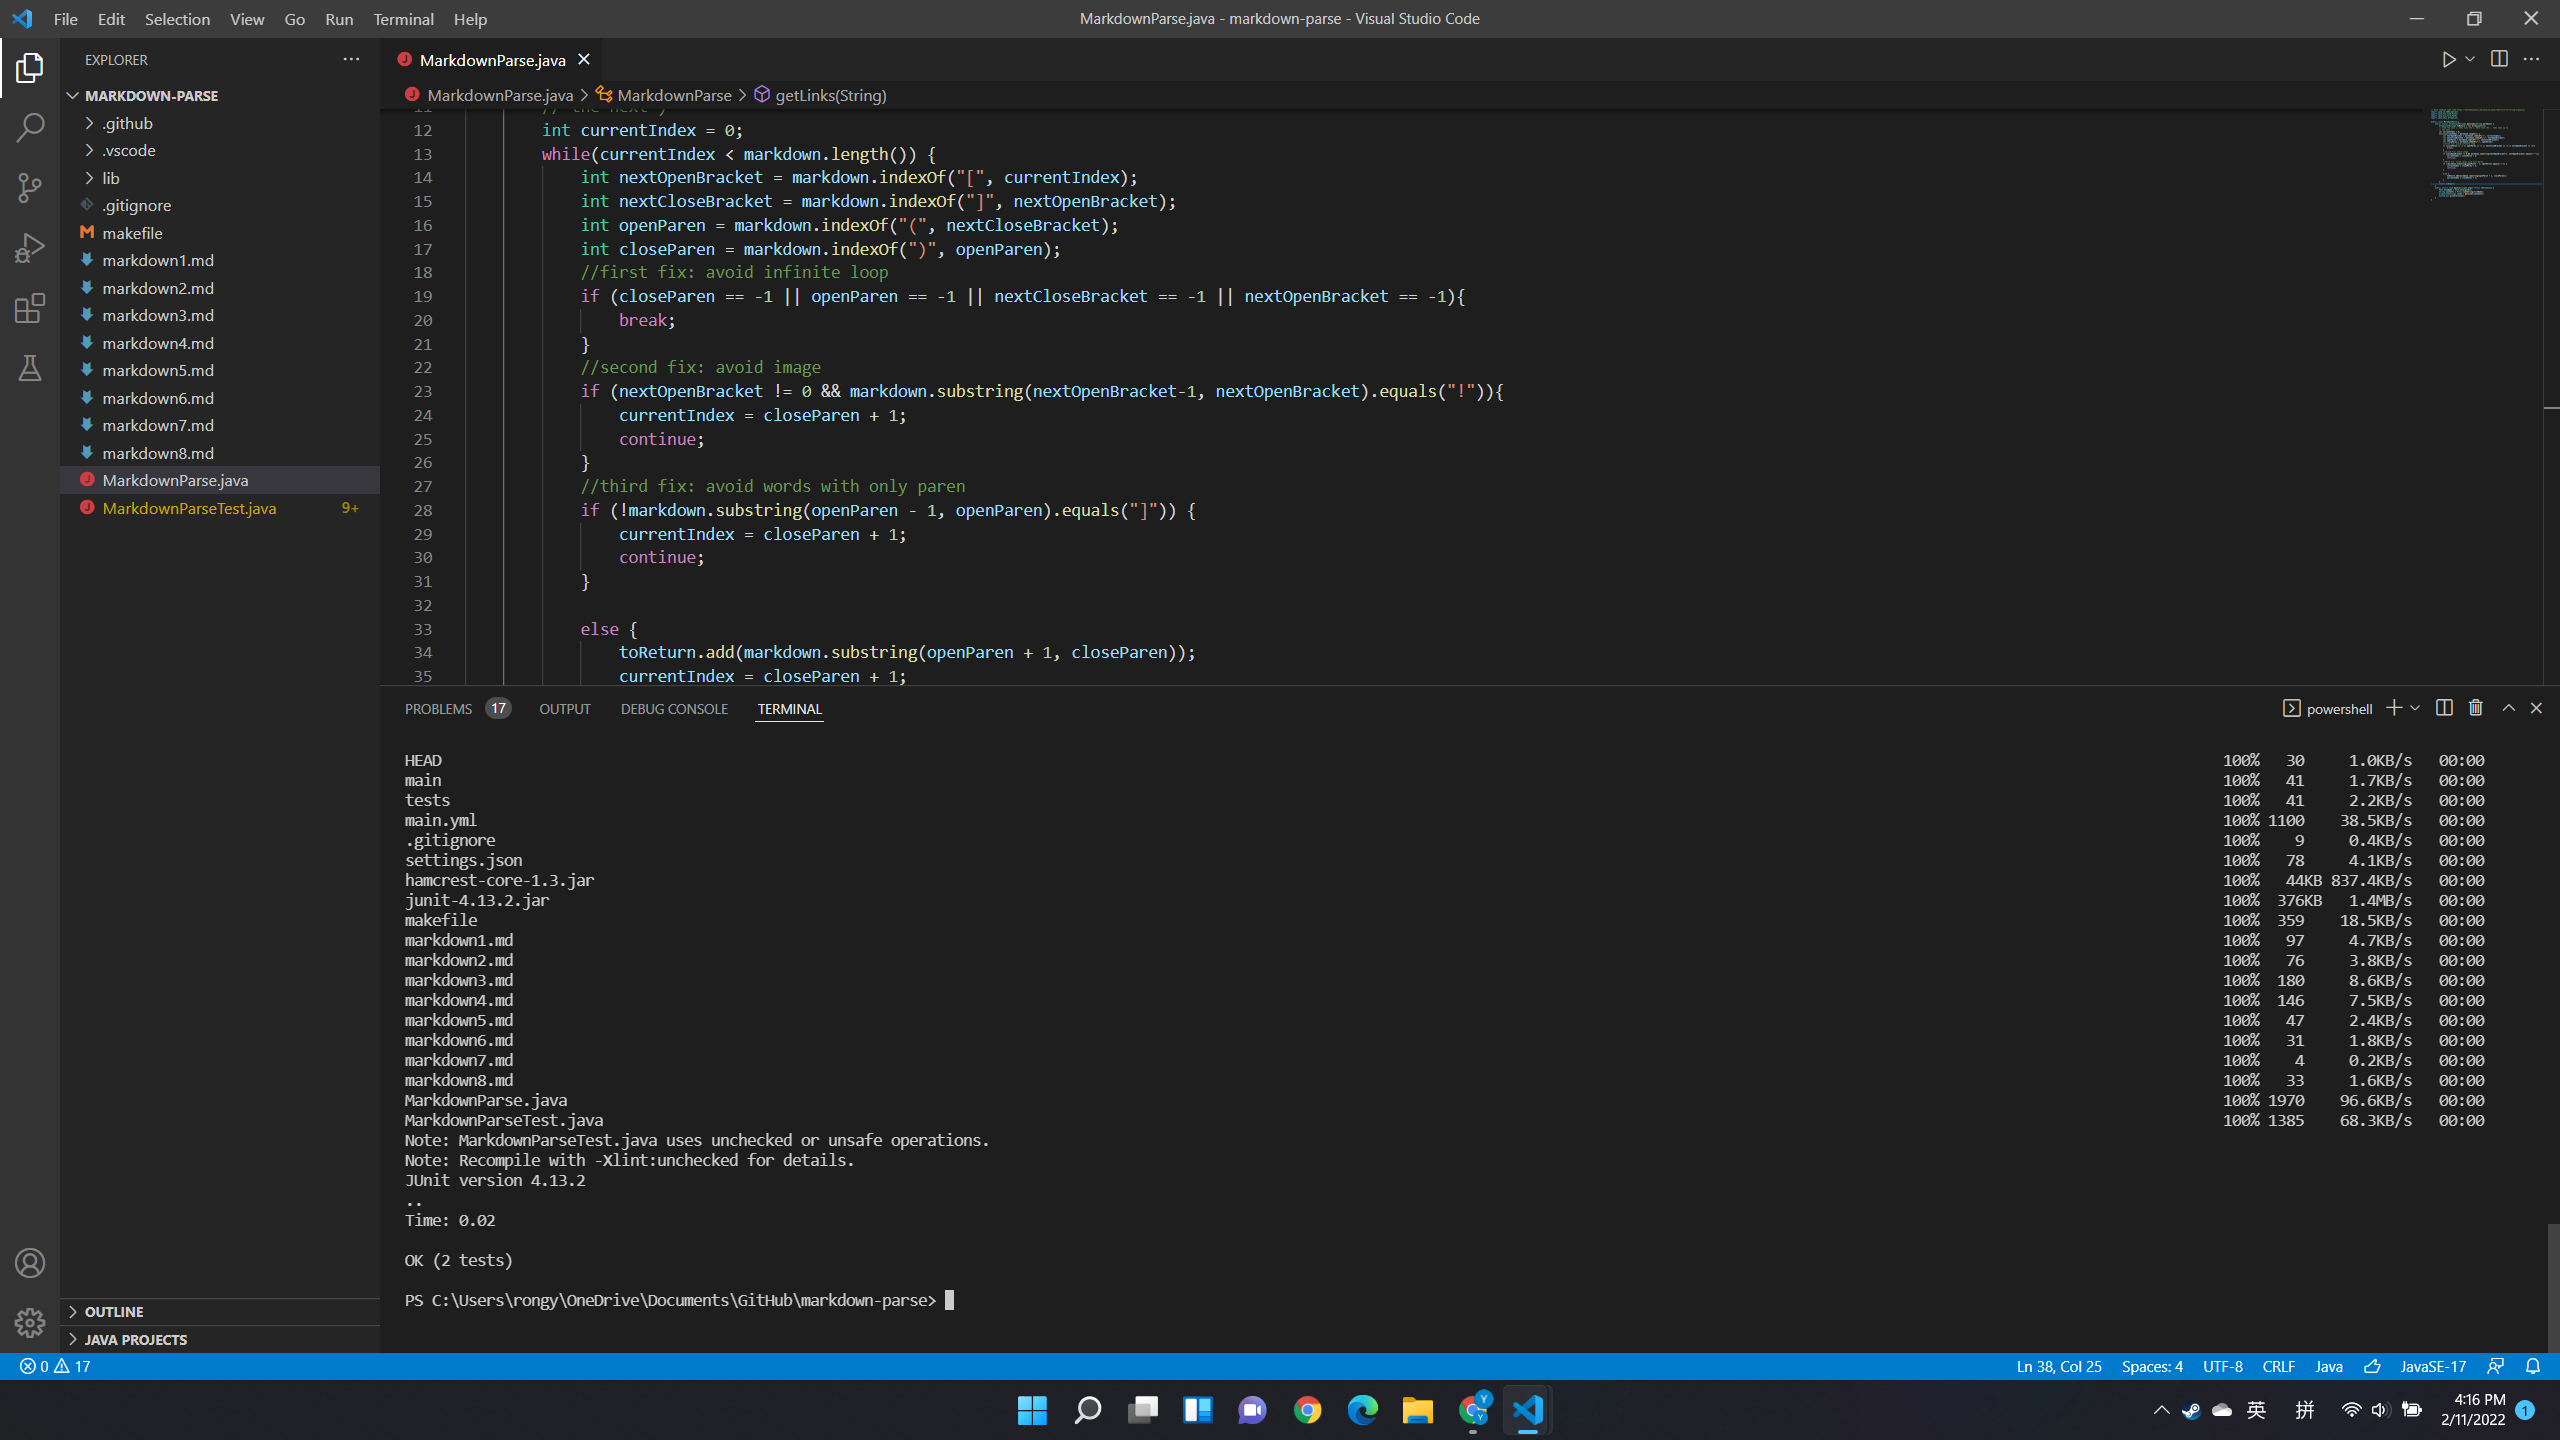 File Edit Selection View Go Run Terminal Help
MarkdownParse.java - markdown-parse - Visual Studio Code
EXPLORER
MARKDOWN-PARSE
.github
.vscode
lib
.gitignore
makefile
markdown1.md
markdown2.md
markdown3.md
markdown4.md
markdown5.md
markdown6.md
markdown7.md
markdown8.md
MarkdownParse.java
MarkdownParseTest.java 9+
OUTLINE
JAVA PROJECTS
MarkdownParse.java
MarkdownParse.java > MarkdownParse > getLinks(String)
12 int currentIndex = 0;
13 while(currentIndex < markdown.length()) {
14 int nextOpenBracket = markdown.indexOf("[", currentIndex);
15 int nextCloseBracket = markdown.indexOf("]", nextOpenBracket);
16 int openParen = markdown.indexOf("(", nextCloseBracket);
17 int closeParen = markdown.indexOf(")", openParen);
18 //first fix: avoid infinite loop
19 if (closeParen == -1 || openParen == -1 || nextCloseBracket == -1 || nextOpenBracket == -1){
20 break;
21 }
22 //second fix: avoid image
23 if (nextOpenBracket != 0 && markdown.substring(nextOpenBracket-1, nextOpenBracket).equals("!")){
24 currentIndex = closeParen + 1;
25 continue;
26 }
27 //third fix: avoid words with only paren
28 if (!markdown.substring(openParen - 1, openParen).equals("]")) {
29 currentIndex = closeParen + 1;
30 continue;
31 }
32
33 else {
34 toReturn.add(markdown.substring(openParen + 1, closeParen));
35 currentIndex = closeParen + 1;
PROBLEMS 17 OUTPUT DEBUG CONSOLE TERMINAL
powershell
HEAD 100% 30 1.0KB/s 00:00
main 100% 41 1.7KB/s 00:00
tests 100% 41 2.2KB/s 00:00
main.yml 100% 1100 38.5KB/s 00:00
.gitignore 100% 9 0.4KB/s 00:00
settings.json 100% 78 4.1KB/s 00:00
hamcrest-core-1.3.jar 100% 44KB 837.4KB/s 00:00
junit-4.13.2.jar 100% 376KB 1.4MB/s 00:00
makefile 100% 359 18.5KB/s 00:00
markdown1.md 100% 97 4.7KB/s 00:00
markdown2.md 100% 76 3.8KB/s 00:00
markdown3.md 100% 180 8.6KB/s 00:00
markdown4.md 100% 146 7.5KB/s 00:00
markdown5.md 100% 47 2.4KB/s 00:00
markdown6.md 100% 31 1.8KB/s 00:00
markdown7.md 100% 4 0.2KB/s 00:00
markdown8.md 100% 33 1.6KB/s 00:00
MarkdownParse.java 100% 1970 96.6KB/s 00:00
MarkdownParseTest.java 100% 1385 68.3KB/s 00:00
Note: MarkdownParseTest.java uses unchecked or unsafe operations.
Note: Recompile with -Xlint:unchecked for details.
JUnit version 4.13.2
..
Time: 0.02
OK (2 tests)
PS C:\Users\rongy\OneDrive\Documents\GitHub\markdown-parse>
0 17
Ln 38, Col 25 Spaces: 4 UTF-8 CRLF Java JavaSE-17
英 拼 4:16 PM
2/11/2022 1